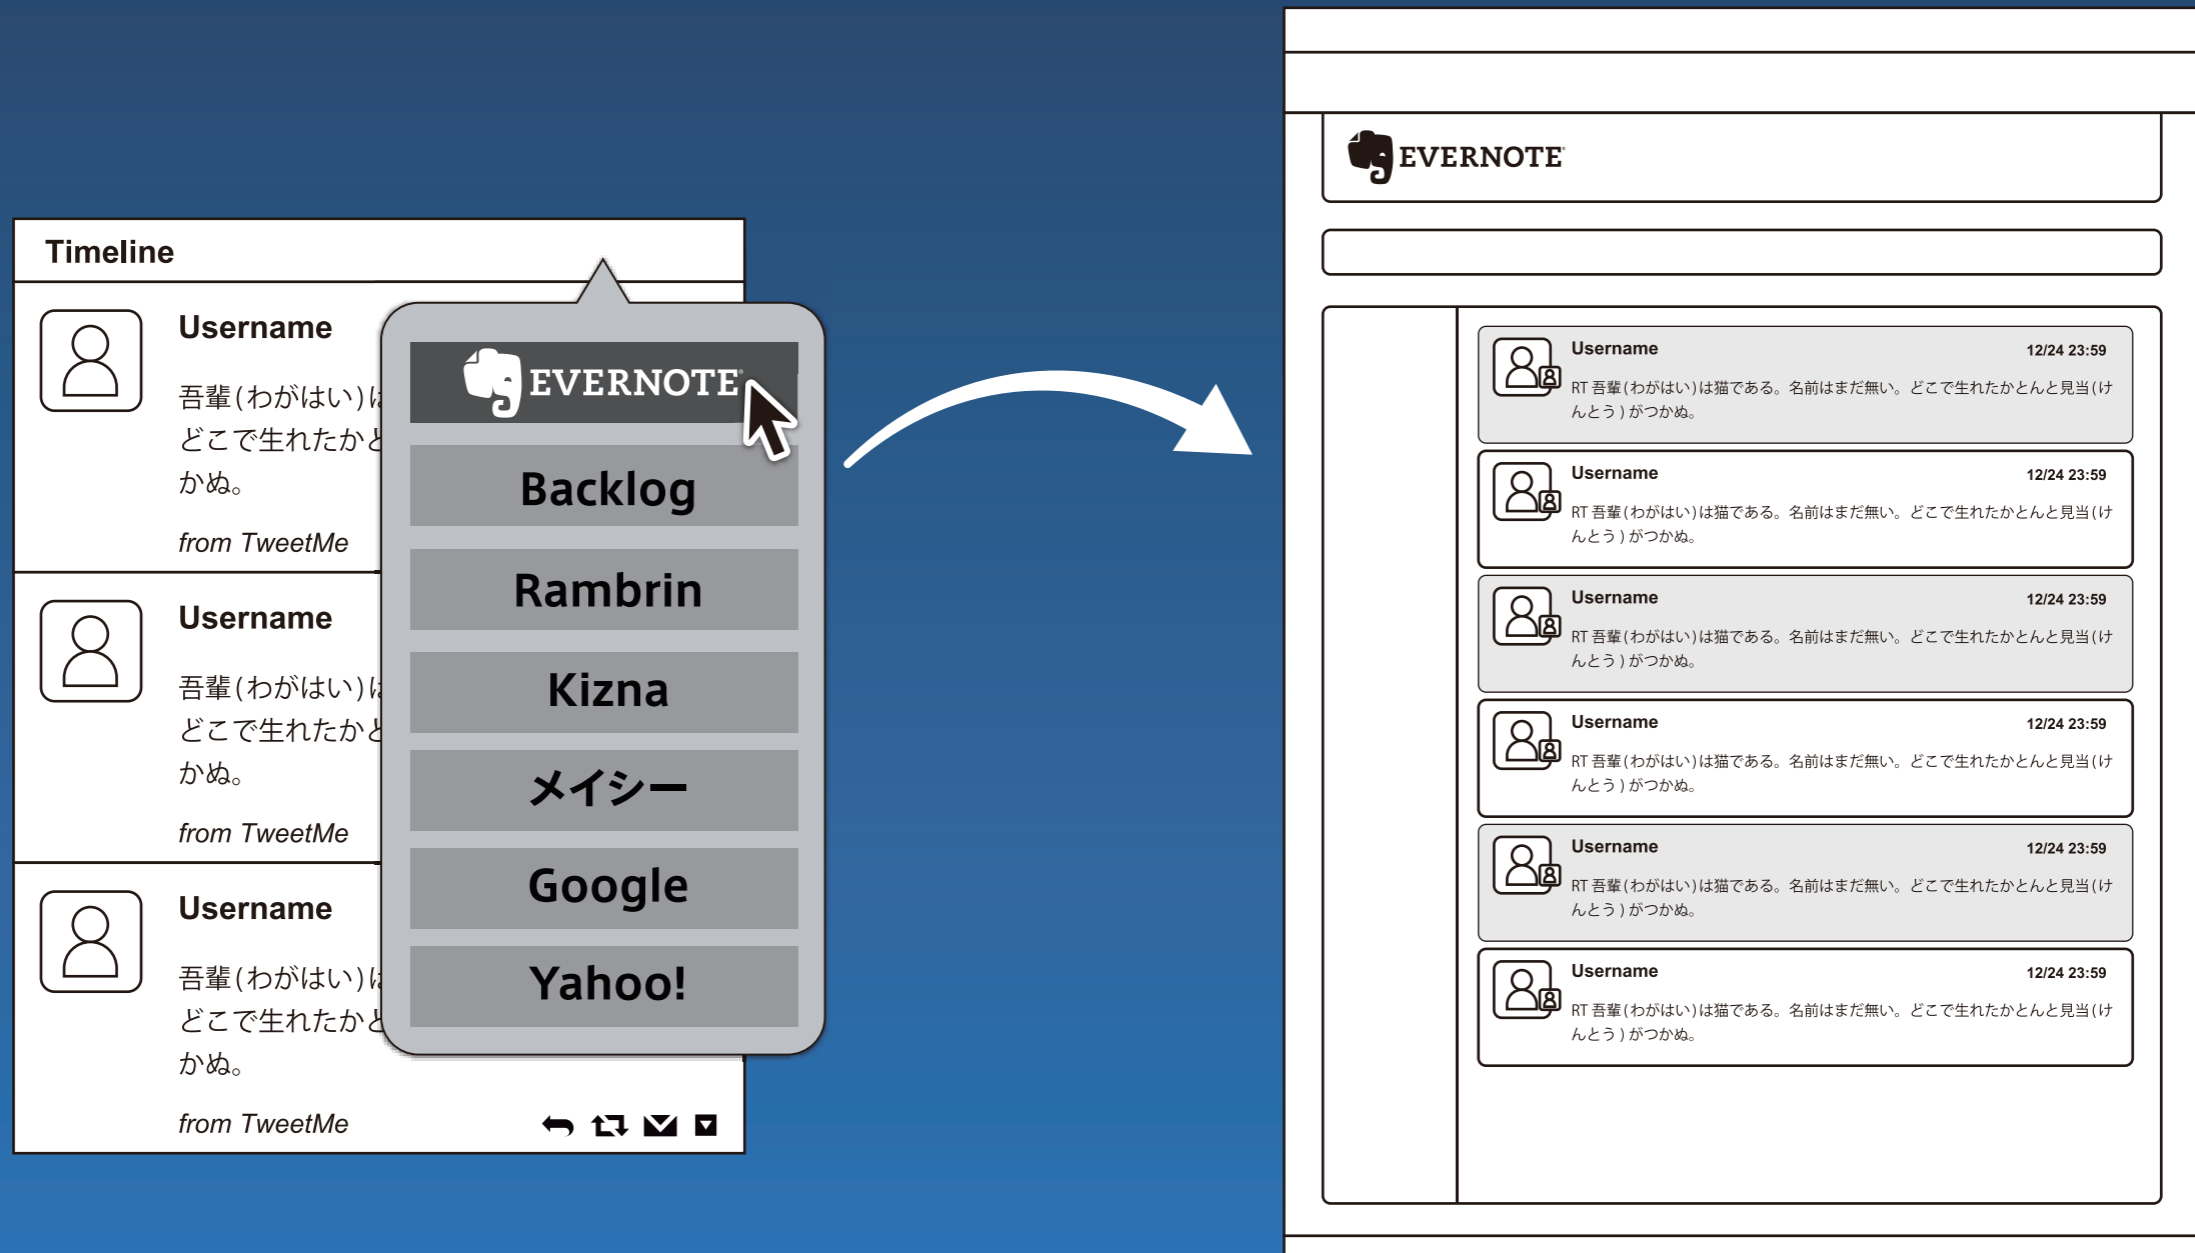 Timeline
Username
吾輩(わがはい)は
どこで生れたかと
かぬ。
from TweetMe
Username
吾輩(わがはい)は
どこで生れたかと
かぬ。
from TweetMe
Username
吾輩(わがはい)は
どこで生れたかと
かぬ。
from TweetMe
EVERNOTE
Backlog
Rambrin
Kizna
メイシー
Google
Yahoo!
EVERNOTE
Username 12/24 23:59
RT 吾輩(わがはい)は猫である。名前はまだ無い。どこで生れたかとんと見当(け
んとう)がつかぬ。
Username 12/24 23:59
RT 吾輩(わがはい)は猫である。名前はまだ無い。どこで生れたかとんと見当(け
んとう)がつかぬ。
Username 12/24 23:59
RT 吾輩(わがはい)は猫である。名前はまだ無い。どこで生れたかとんと見当(け
んとう)がつかぬ。
Username 12/24 23:59
RT 吾輩(わがはい)は猫である。名前はまだ無い。どこで生れたかとんと見当(け
んとう)がつかぬ。
Username 12/24 23:59
RT 吾輩(わがはい)は猫である。名前はまだ無い。どこで生れたかとんと見当(け
んとう)がつかぬ。
Username 12/24 23:59
RT 吾輩(わがはい)は猫である。名前はまだ無い。どこで生れたかとんと見当(け
んとう)がつかぬ。